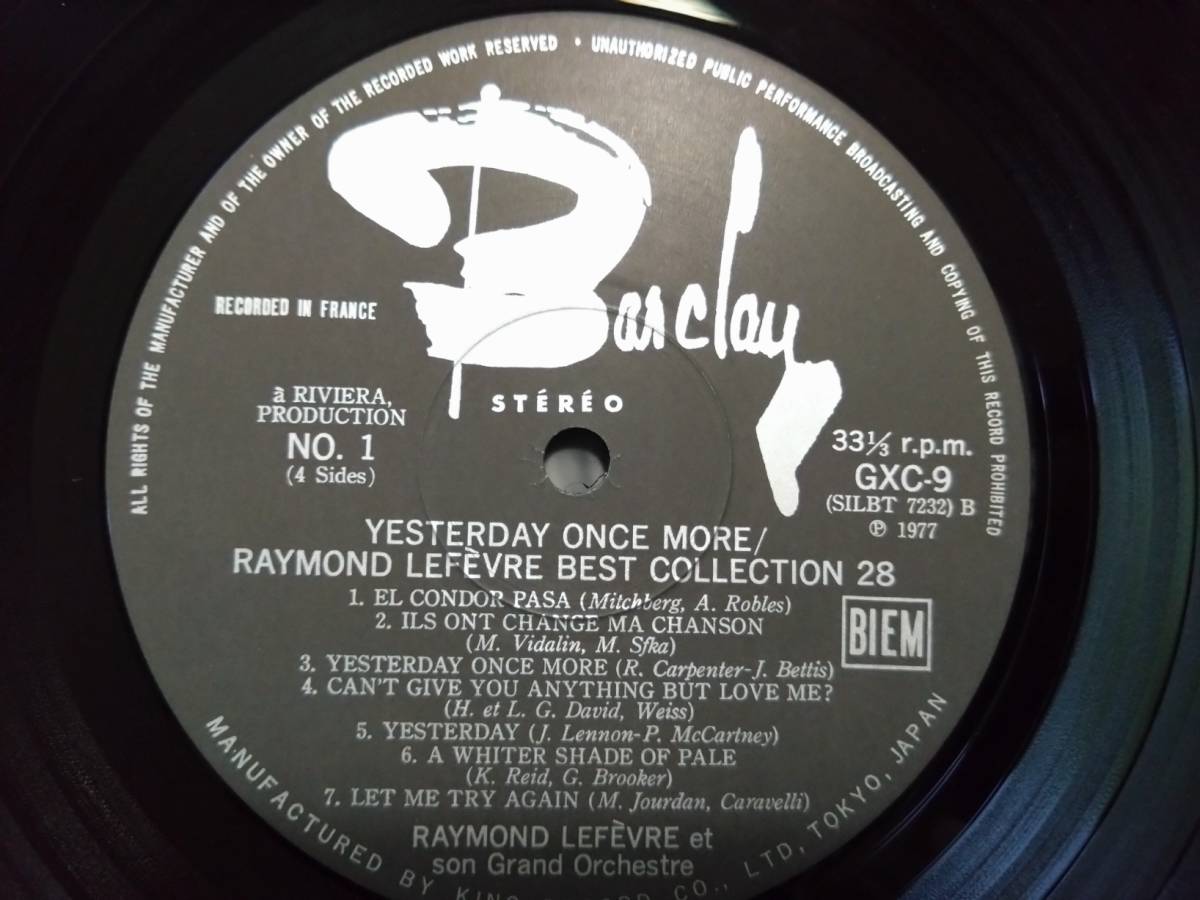 ALL RIGHTS OF THE MANUFACTURER AND OF THE OWNER OF THE RECORDED WORK RESERVED • UNAUTHORIZED PUBLIC PERFORMANCE BROADCASTING AND COPYING OF THIS RECORD PROHIBITED
Barclay
RECORDED IN FRANCE
STÉRÉO
à RIVIERA,
PRODUCTION
NO. 1
(4 Sides)
33⅓ r.p.m.
GXC-9
(SILBT 7232) B
℗ 1977
YESTERDAY ONCE MORE/
RAYMOND LEFÈVRE BEST COLLECTION 28
1. EL CONDOR PASA (Mitchberg, A. Robles)
2. ILS ONT CHANGE MA CHANSON
(M. Vidalin, M. Sfka)
3. YESTERDAY ONCE MORE (R. Carpenter-J. Bettis)
4. CAN'T GIVE YOU ANYTHING BUT LOVE ME?
(H. et L. G. David, Weiss)
5. YESTERDAY (J. Lennon-P. McCartney)
6. A WHITER SHADE OF PALE
(K. Reid, G. Brooker)
7. LET ME TRY AGAIN (M. Jourdan, Caravelli)
BIEM
RAYMOND LEFÈVRE et
son Grand Orchestre
MANUFACTURED BY KING CO., LTD, TOKYO, JAPAN